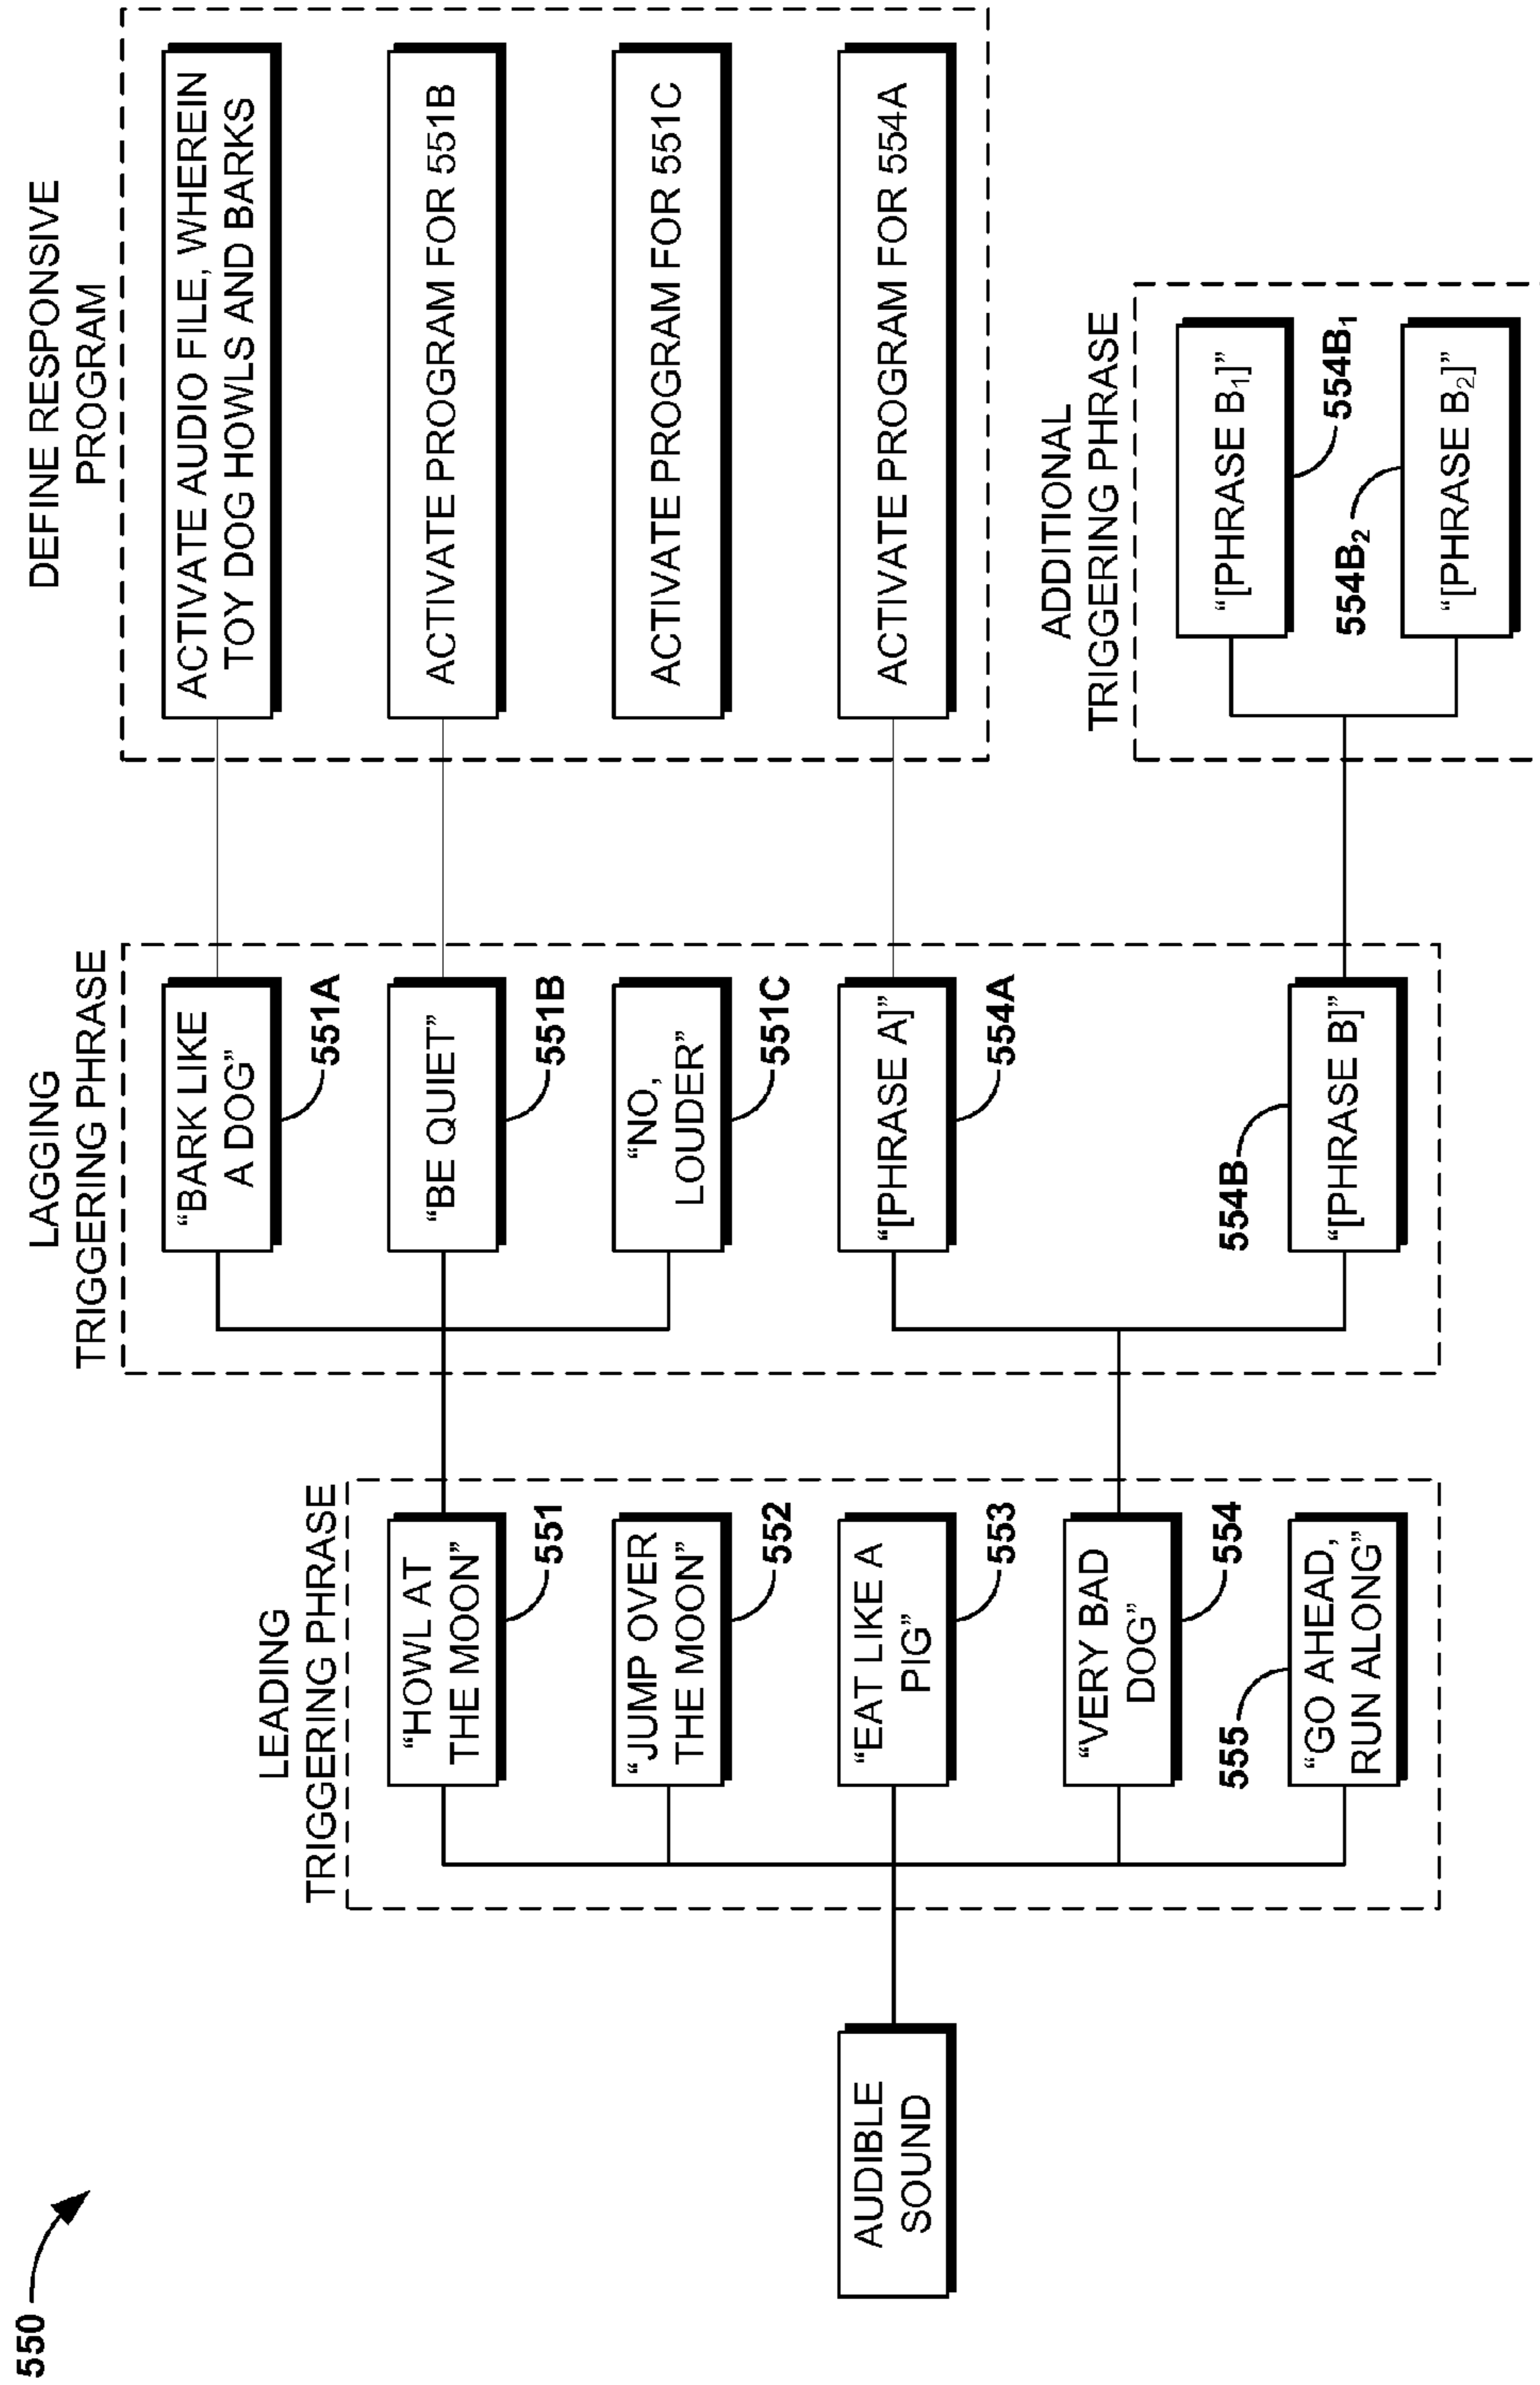 550
AUDIBLE
SOUND
LEADING
TRIGGERING PHRASE
“HOWL AT
THE MOON”
551
“JUMP OVER
THE MOON”
552
“EAT LIKE A
PIG”
553
“VERY BAD
DOG”
554
555
“GO AHEAD,
RUN ALONG”
LAGGING
TRIGGERING PHRASE
“BARK LIKE
A DOG”
551A
“BE QUIET”
551B
“NO,
LOUDER”
551C
“[PHRASE A]”
554A
554B
“[PHRASE B]”
DEFINE RESPONSIVE
PROGRAM
ACTIVATE AUDIO FILE, WHEREIN
TOY DOG HOWLS AND BARKS
ACTIVATE PROGRAM FOR 551B
ACTIVATE PROGRAM FOR 551C
ACTIVATE PROGRAM FOR 554A
ADDITIONAL
TRIGGERING PHRASE
“[PHRASE B₁]”
554B₁
554B₂
“[PHRASE B₂]”